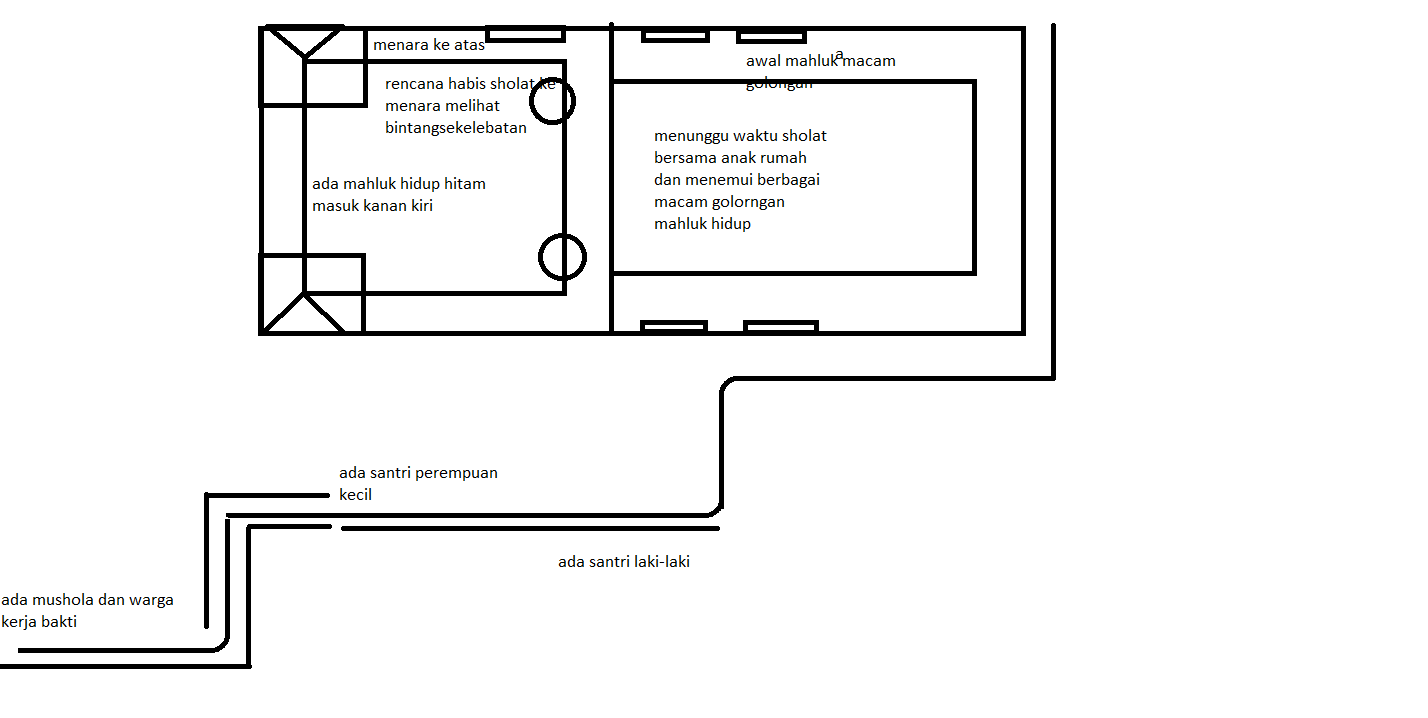 menara ke atas
a
awal mahluk macam
golongan
rencana habis sholat ke
menara melihat
bintangsekelebatan
menunggu waktu sholat
bersama anak rumah
dan menemui berbagai
macam golorngan
mahluk hidup
ada mahluk hidup hitam
masuk kanan kiri
ada santri perempuan
kecil
ada santri laki-laki
ada mushola dan warga
kerja bakti